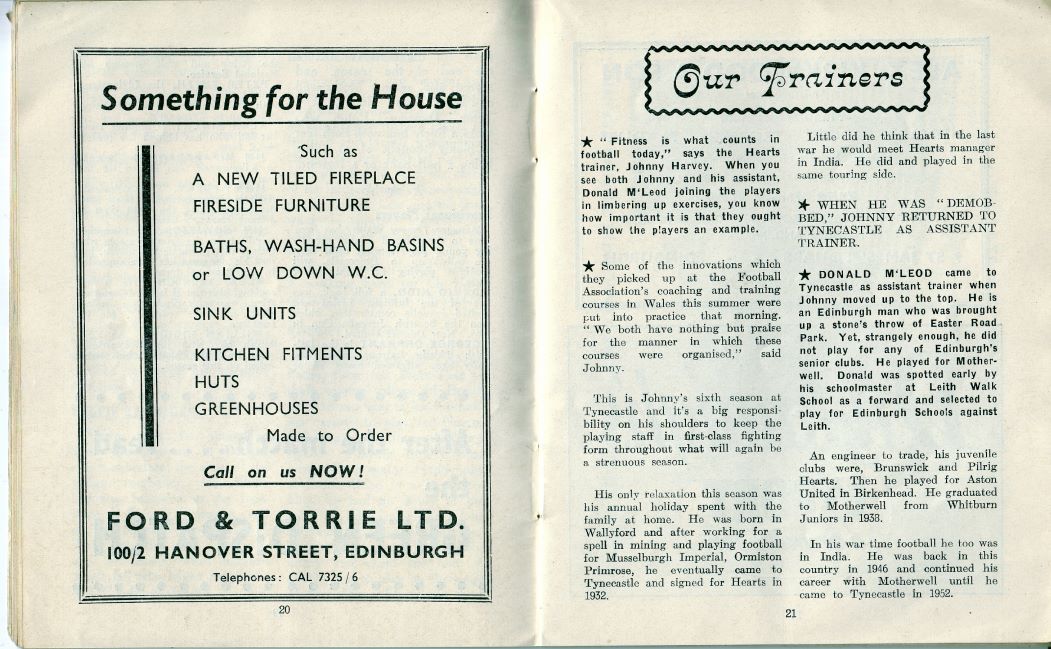 Something for the House
Such as
A NEW TILED FIREPLACE
FIRESIDE FURNITURE
BATHS, WASH-HAND BASINS
or LOW DOWN W.C.
SINK UNITS
KITCHEN FITMENTS
HUTS
GREENHOUSES
Made to Order
Call on us NOW!
FORD & TORRIE LTD.
100/2 HANOVER STREET, EDINBURGH
Telephones: CAL 7325/6
20
Our Trainers
★ "Fitness is what counts in
football today," says the Hearts
trainer, Johnny Harvey. When you
see both Johnny and his assistant,
Donald M'Leod joining the players
in limbering up exercises, you know
how important it is that they ought
to show the players an example.
★ Some of the innovations which
they picked up at the Football
Association's coaching and training
courses in Wales this summer were
put into practice that morning.
"We both have nothing but praise
for the manner in which these
courses were organised," said
Johnny.
This is Johnny's sixth season at
Tynecastle and it's a big responsi-
bility on his shoulders to keep the
playing staff in first-class fighting
form throughout what will again be
a strenuous season.
His only relaxation this season was
his annual holiday spent with the
family at home. He was born in
Wallyford and after working for a
spell in mining and playing football
for Musselburgh Imperial, Ormiston
Primrose, he eventually came to
Tynecastle and signed for Hearts in
1932.
Little did he think that in the last
war he would meet Hearts manager
in India. He did and played in the
same touring side.
★ WHEN HE WAS "DEMOB-
BED," JOHNNY RETURNED TO
TYNECASTLE AS ASSISTANT
TRAINER.
★ DONALD M'LEOD came to
Tynecastle as assistant trainer when
Johnny moved up to the top. He is
an Edinburgh man who was brought
up a stone's throw of Easter Road
Park. Yet, strangely enough, he did
not play for any of Edinburgh's
senior clubs. He played for Mother-
well. Donald was spotted early by
his schoolmaster at Leith Walk
School as a forward and selected to
play for Edinburgh Schools against
Leith.
An engineer to trade, his juvenile
clubs were, Brunswick and Pilrig
Hearts. Then he played for Aston
United in Birkenhead. He graduated
to Motherwell from Whitburn
Juniors in 1938.
In his war time football he too was
in India. He was back in this
country in 1946 and continued his
career with Motherwell until he
came to Tynecastle in 1952.
21